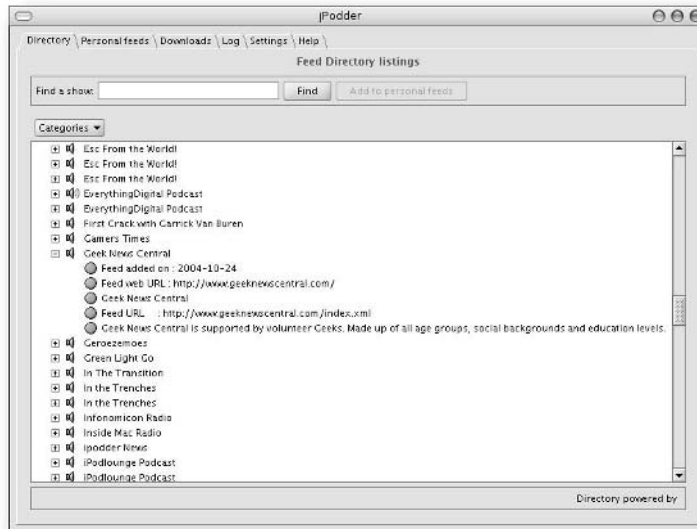 jPodder
Directory Personal feeds Downloads Log Settings Help
Feed Directory listings
Find a show: Find Add to personal feeds
Categories
Esc From the World!
Esc From the World!
Esc From the World!
EverythingDigital Podcast
EverythingDigital Podcast
First Crack with Garrick Van Buren
Gamers Times
Geek News Central
Feed added on : 2004-10-24
Feed web URL : http://www.geeknewscentral.com/
Geek News Central
Feed URL : http://www.geeknewscentral.com/index.xml
Geek News Central is supported by volunteer Geeks. Made up of all age groups, social backgrounds and education levels.
Geroezemoes
Green Light Go
In The Transition
In the Trenches
In the Trenches
Infonomicon Radio
Inside Mac Radio
Ipodder News
iPodlounge Podcast
iPodlounge Podcast
Directory powered by